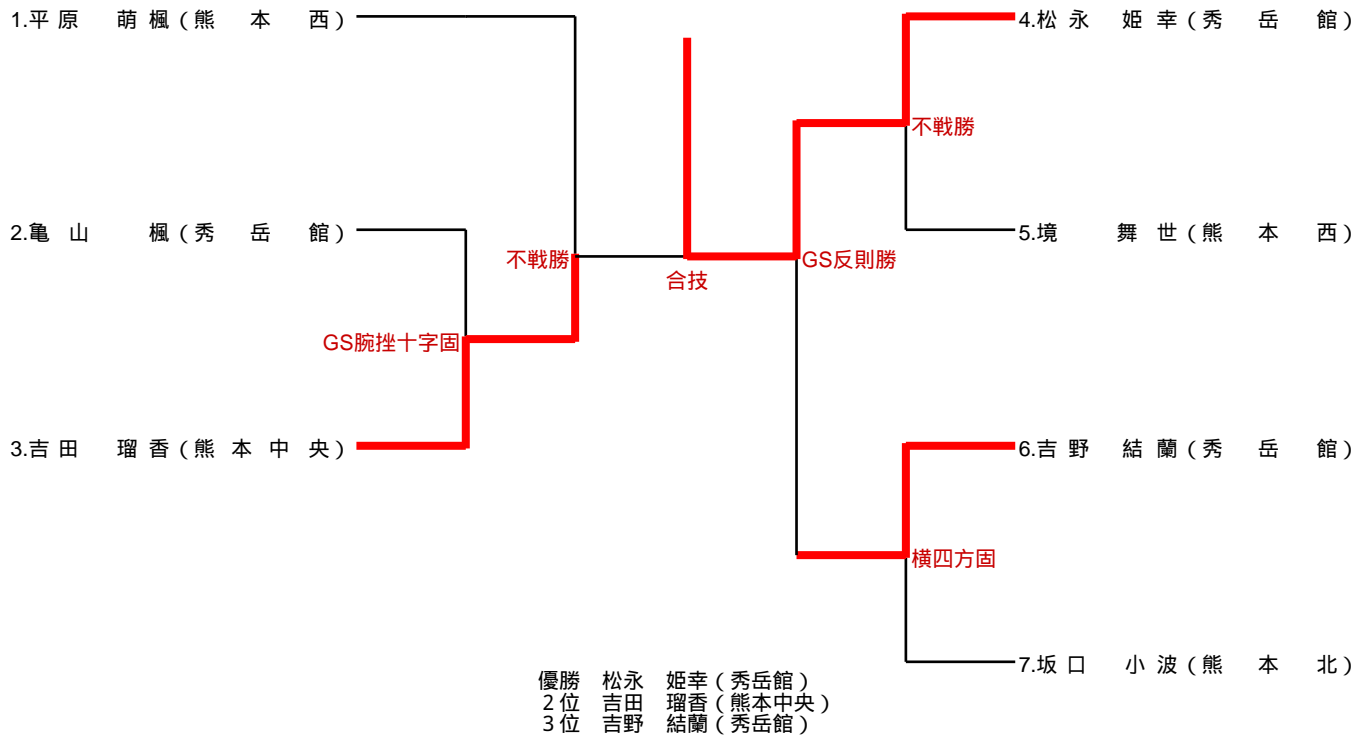 1.平原 萌楓(熊本西)
4.松永 姫幸(秀岳館)
不戦勝
2.亀山 楓(秀岳館)
5.境 舞世(熊本西)
不戦勝
GS反則勝
合技
GS腕挫十字固
3.吉田 瑠香(熊本中央)
6.吉野 結蘭(秀岳館)
横四方固
7.坂口 小波(熊本北)
優勝 松永 姫幸(秀岳館)
2位 吉田 瑠香(熊本中央)
3位 吉野 結蘭(秀岳館)